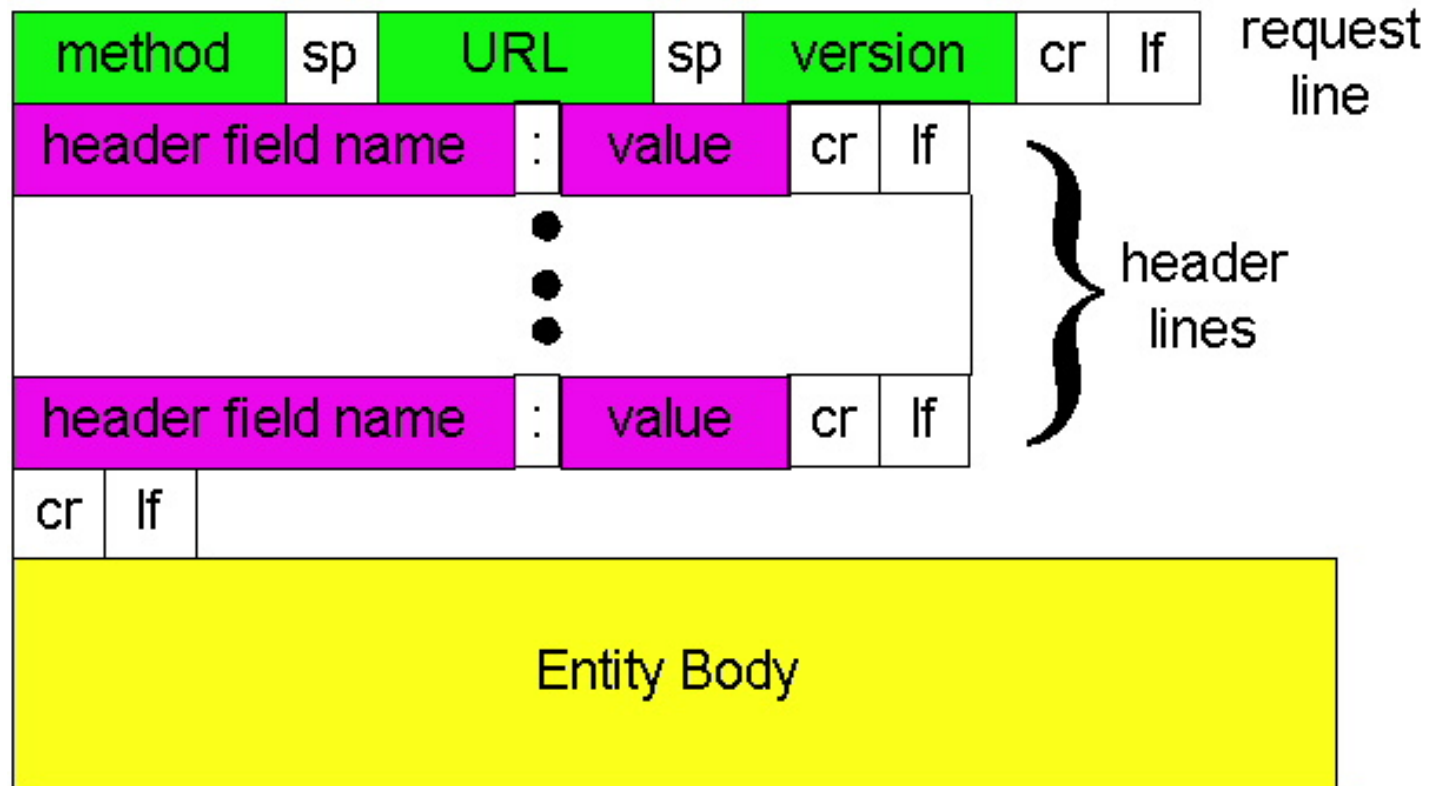 method sp URL sp version cr lf request line
header field name : value cr lf
header lines
header field name : value cr lf
cr lf
Entity Body